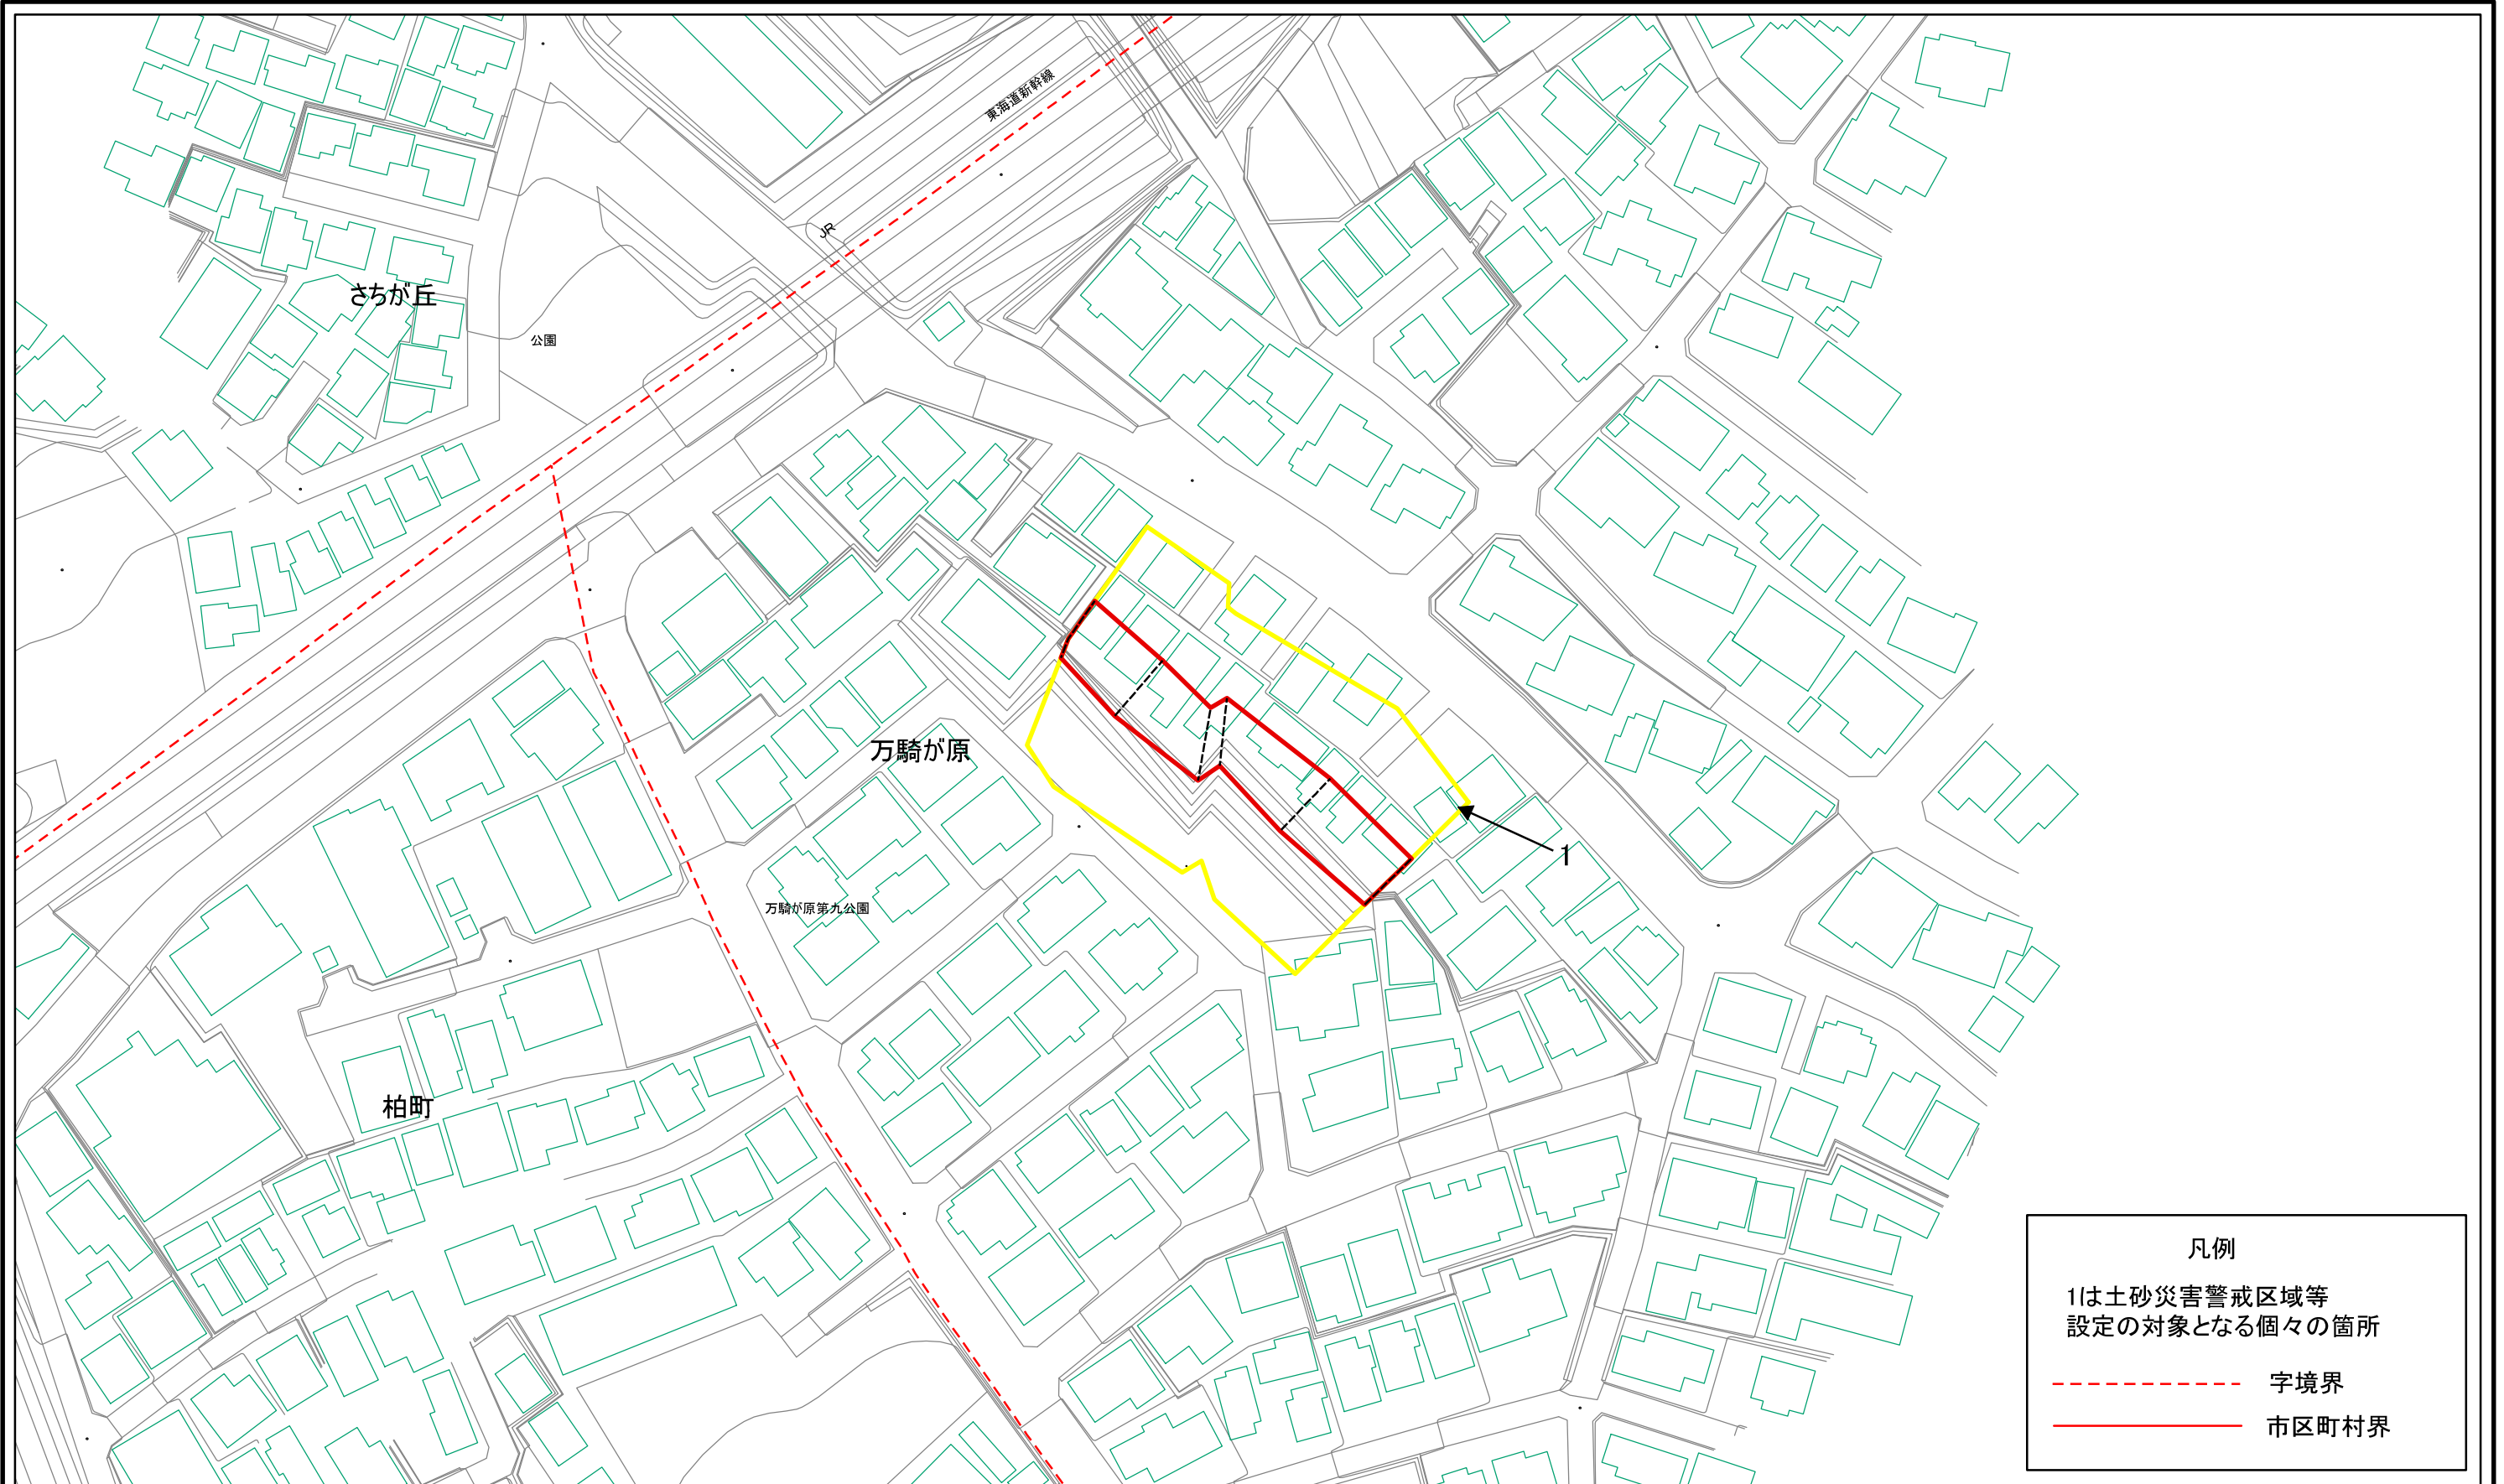 東海道新幹線
JR
さちが丘
公園
万騎が原
1
万騎が原第九公園
柏町
凡例
1は土砂災害警戒区域等
設定の対象となる個々の箇所
字境界
市区町村界